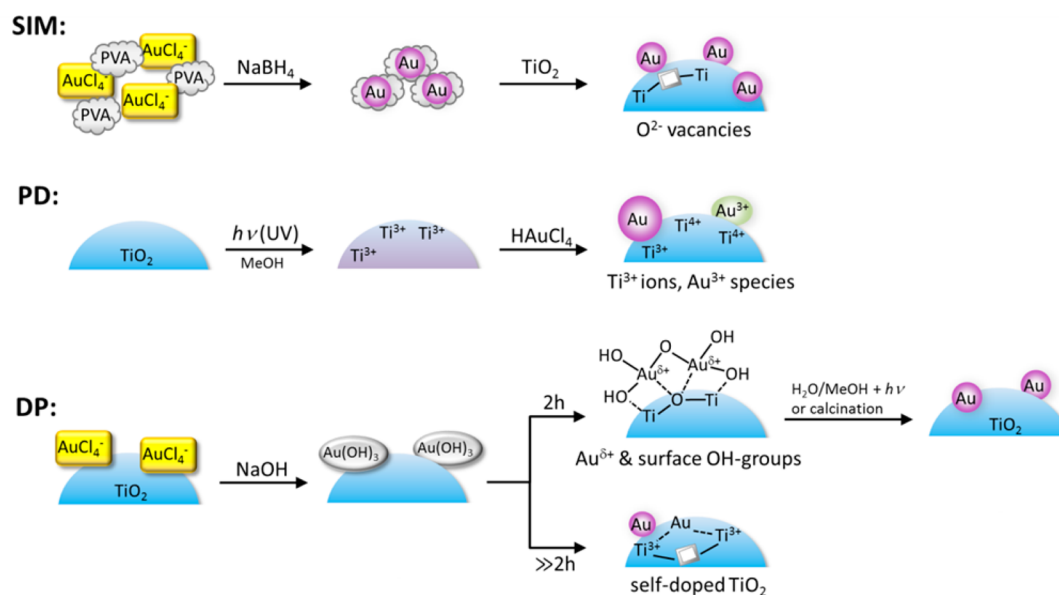 SIM:
AuCl₄⁻
PVA
AuCl₄⁻
PVA
AuCl₄⁻
PVA
NaBH₄
Au
Au
Au
TiO₂
Au
Au
Ti
Ti
Au
O²⁻ vacancies
PD:
TiO₂
hν(UV)
MeOH
Ti³⁺ Ti³⁺
Ti³⁺
HAuCl₄
Au
Au³⁺
Ti⁴⁺
Ti⁴⁺
Ti³⁺
Ti³⁺ ions, Au³⁺ species
DP:
AuCl₄⁻
AuCl₄⁻
TiO₂
NaOH
Au(OH)₃
Au(OH)₃
2h
OH
O
HO
Auᵟ⁺
Auᵟ⁺
OH
HO
O
Ti
Ti
Auᵟ⁺ & surface OH-groups
H₂O/MeOH + hν
or calcination
Au
Au
TiO₂
≫2h
Au
Au
Ti³⁺
Ti³⁺
self-doped TiO₂